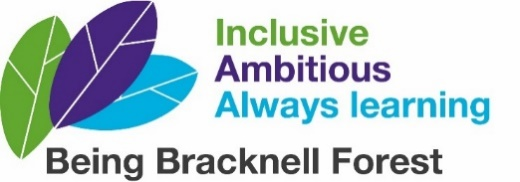 Inclusive
Ambitious
Always learning
Being Bracknell Forest